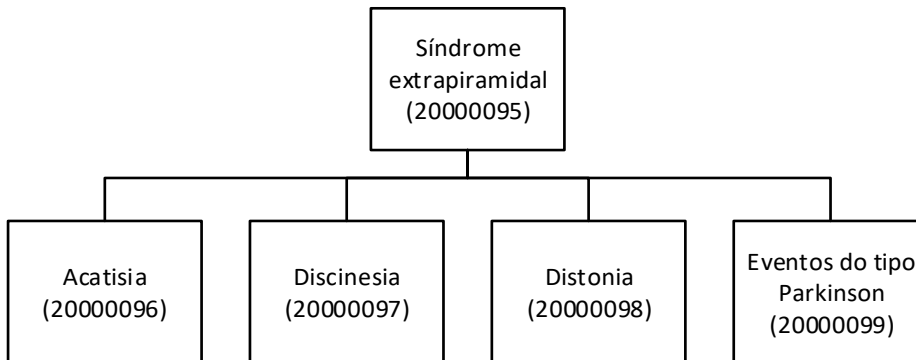 Síndrome
extrapiramidal
(20000095)
Acatisia
(20000096)
Discinesia
(20000097)
Distonia
(20000098)
Eventos do tipo
Parkinson
(20000099)